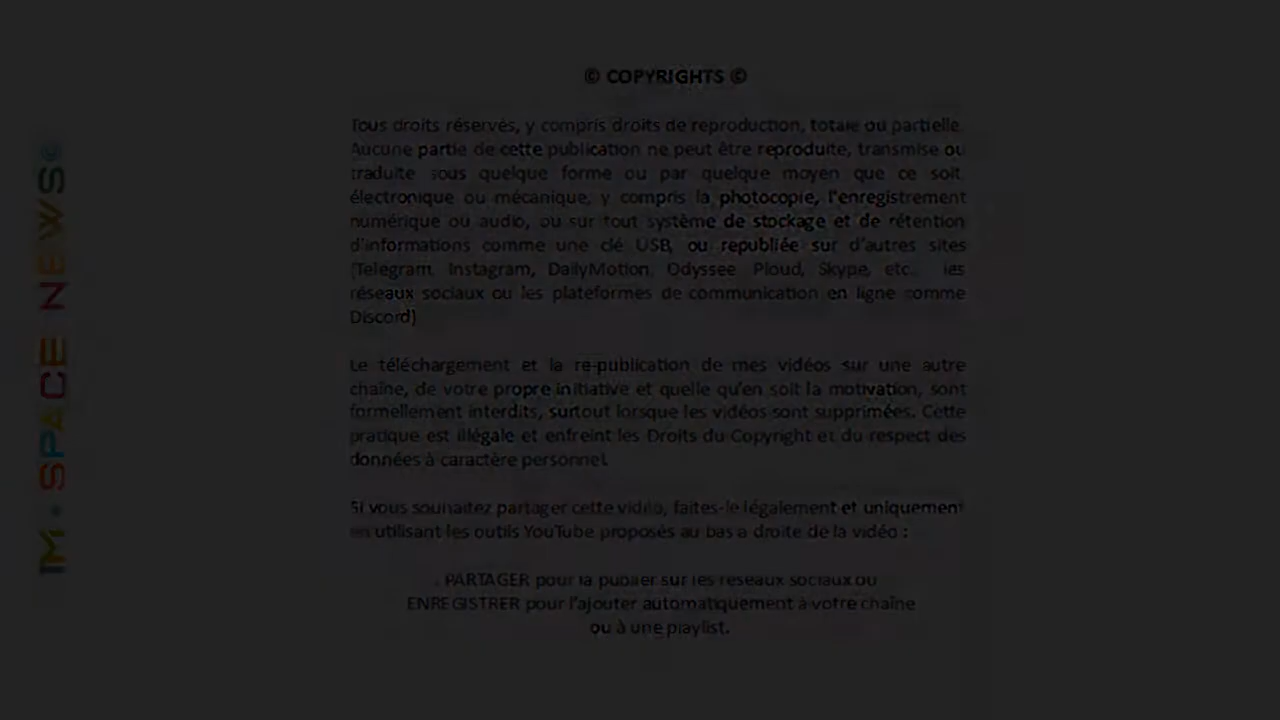 © COPYRIGHTS ©
Tous droits réservés, y compris droits de reproduction, totale ou partielle.
Aucune partie de cette publication ne peut être reproduite, transmise ou
traduite sous quelque forme ou par quelque moyen que ce soit,
électronique ou mécanique, y compris la photocopie, l'enregistrement
numérique ou audio, ou sur tout système de stockage et de rétention
d'informations comme une clé USB, ou republiée sur d'autres sites
(Telegram, Instagram, DailyMotion, Odyssee, Ploud, Skype, etc... les
réseaux sociaux ou les plateformes de communication en ligne comme
Discord)
Le téléchargement et la re-publication de mes vidéos sur une autre
chaîne, de votre propre initiative et quelle qu'en soit la motivation, sont
formellement interdits, surtout lorsque les vidéos sont supprimées. Cette
pratique est illégale et enfreint les Droits du Copyright et du respect des
données à caractère personnel.
Si vous souhaitez partager cette vidéo, faites-le légalement et uniquement
en utilisant les outils YouTube proposés au bas a droite de la vidéo :
. PARTAGER pour la publier sur les réseaux sociaux ou
ENREGISTRER pour l'ajouter automatiquement à votre chaîne
ou à une playlist.
TM • SPACE NEWS©